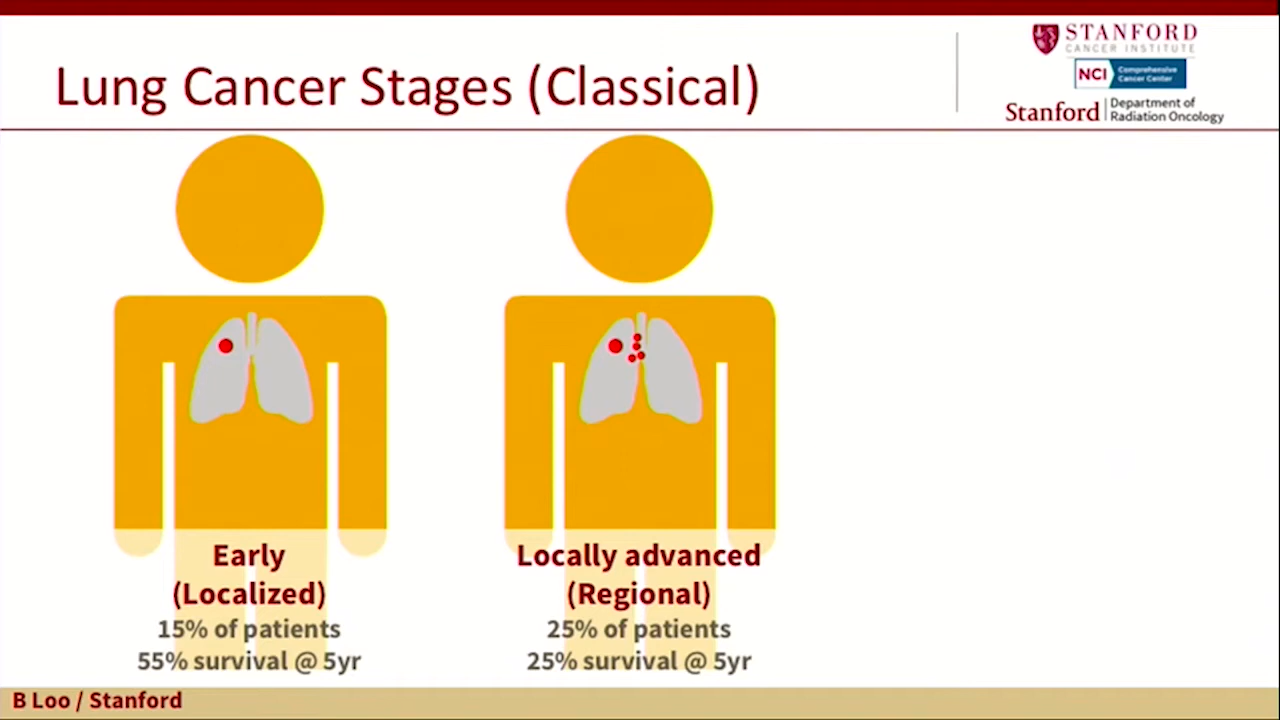 Lung Cancer Stages (Classical)
STANFORD
CANCER INSTITUTE
NCI
Comprehensive
Cancer Center
Stanford
Department of
Radiation Oncology
Early
(Localized)
15% of patients
55% survival @ 5yr
Locally advanced
(Regional)
25% of patients
25% survival @ 5yr
B Loo / Stanford